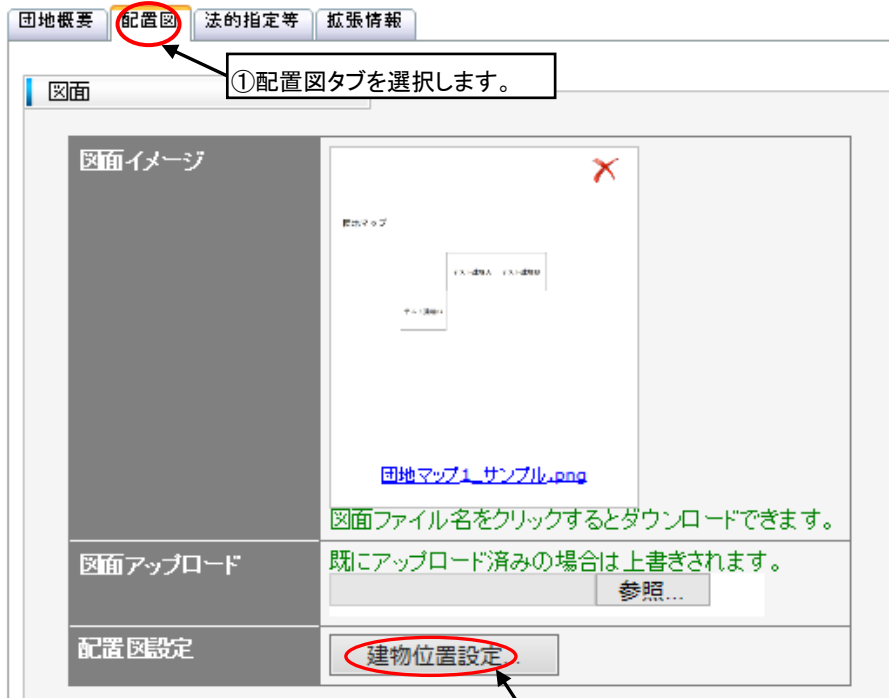 団地概要 配置図 法的指定等 拡張情報
①配置図タブを選択します。
図面
図面イメージ
団地マップ1_サンプル.png
図面ファイル名をクリックするとダウンロードできます。
図面アップロード
既にアップロード済みの場合は上書きされます。
参照...
配置図設定
建物位置設定...